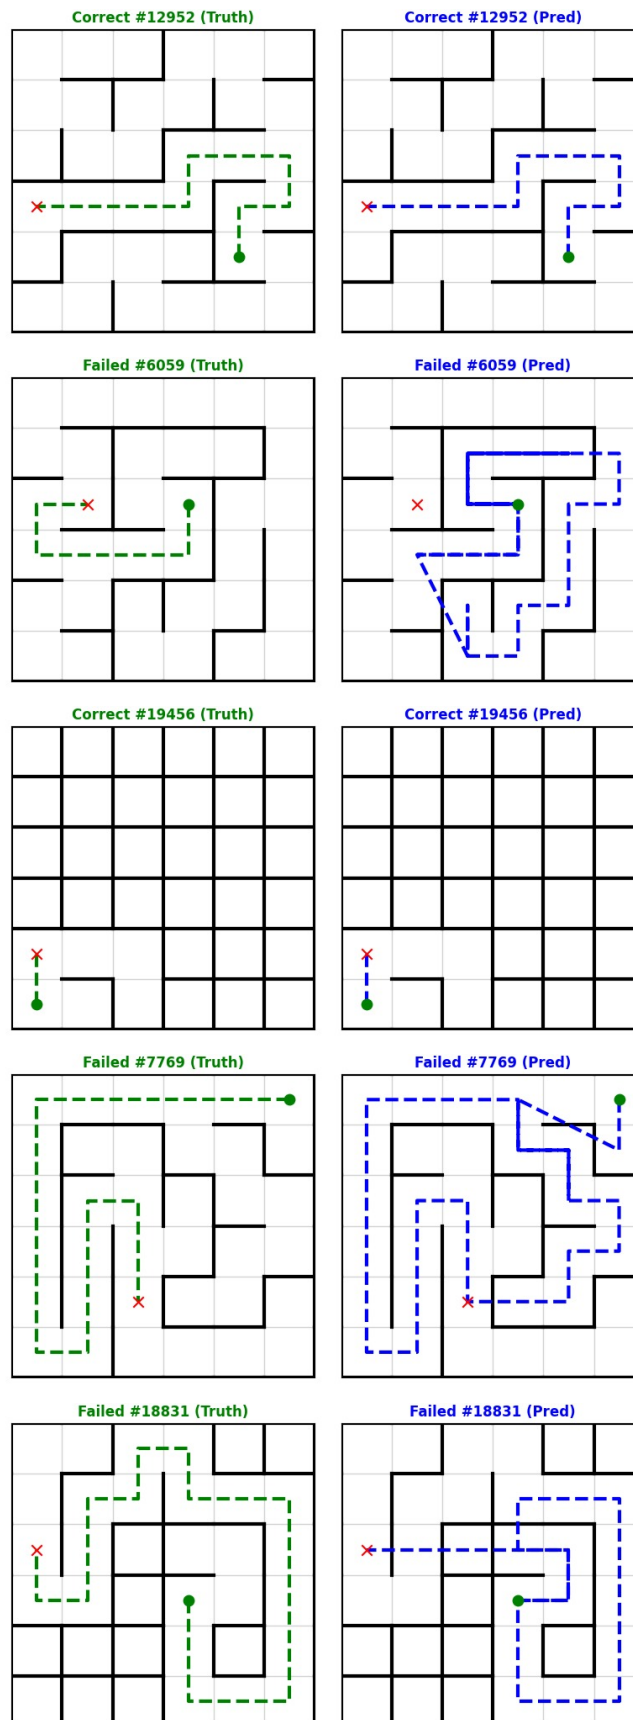 Correct #12952 (Truth)
Correct #12952 (Pred)
Failed #6059 (Truth)
Failed #6059 (Pred)
Correct #19456 (Truth)
Correct #19456 (Pred)
Failed #7769 (Truth)
Failed #7769 (Pred)
Failed #18831 (Truth)
Failed #18831 (Pred)